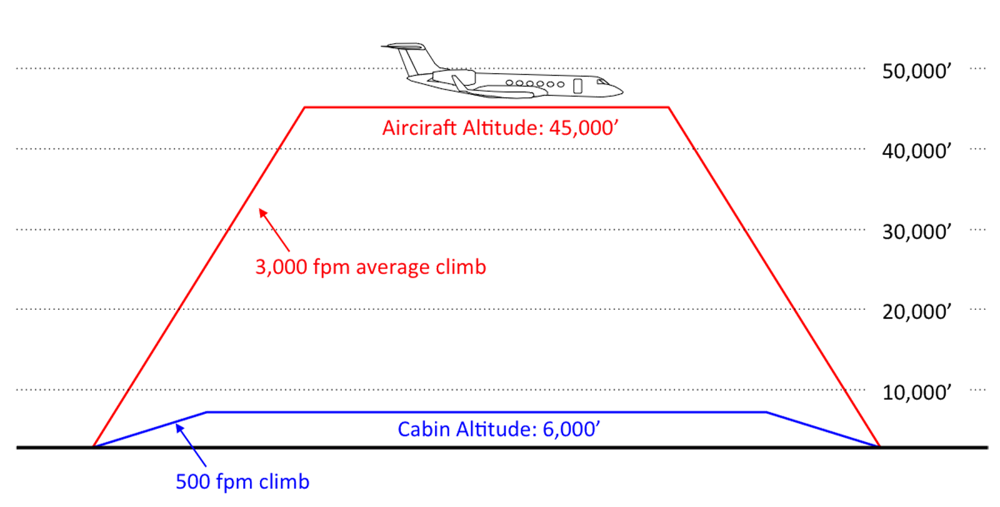 50,000’
Airciraft Altitude: 45,000’
40,000’
30,000’
3,000 fpm average climb
20,000’
10,000’
Cabin Altitude: 6,000’
500 fpm climb